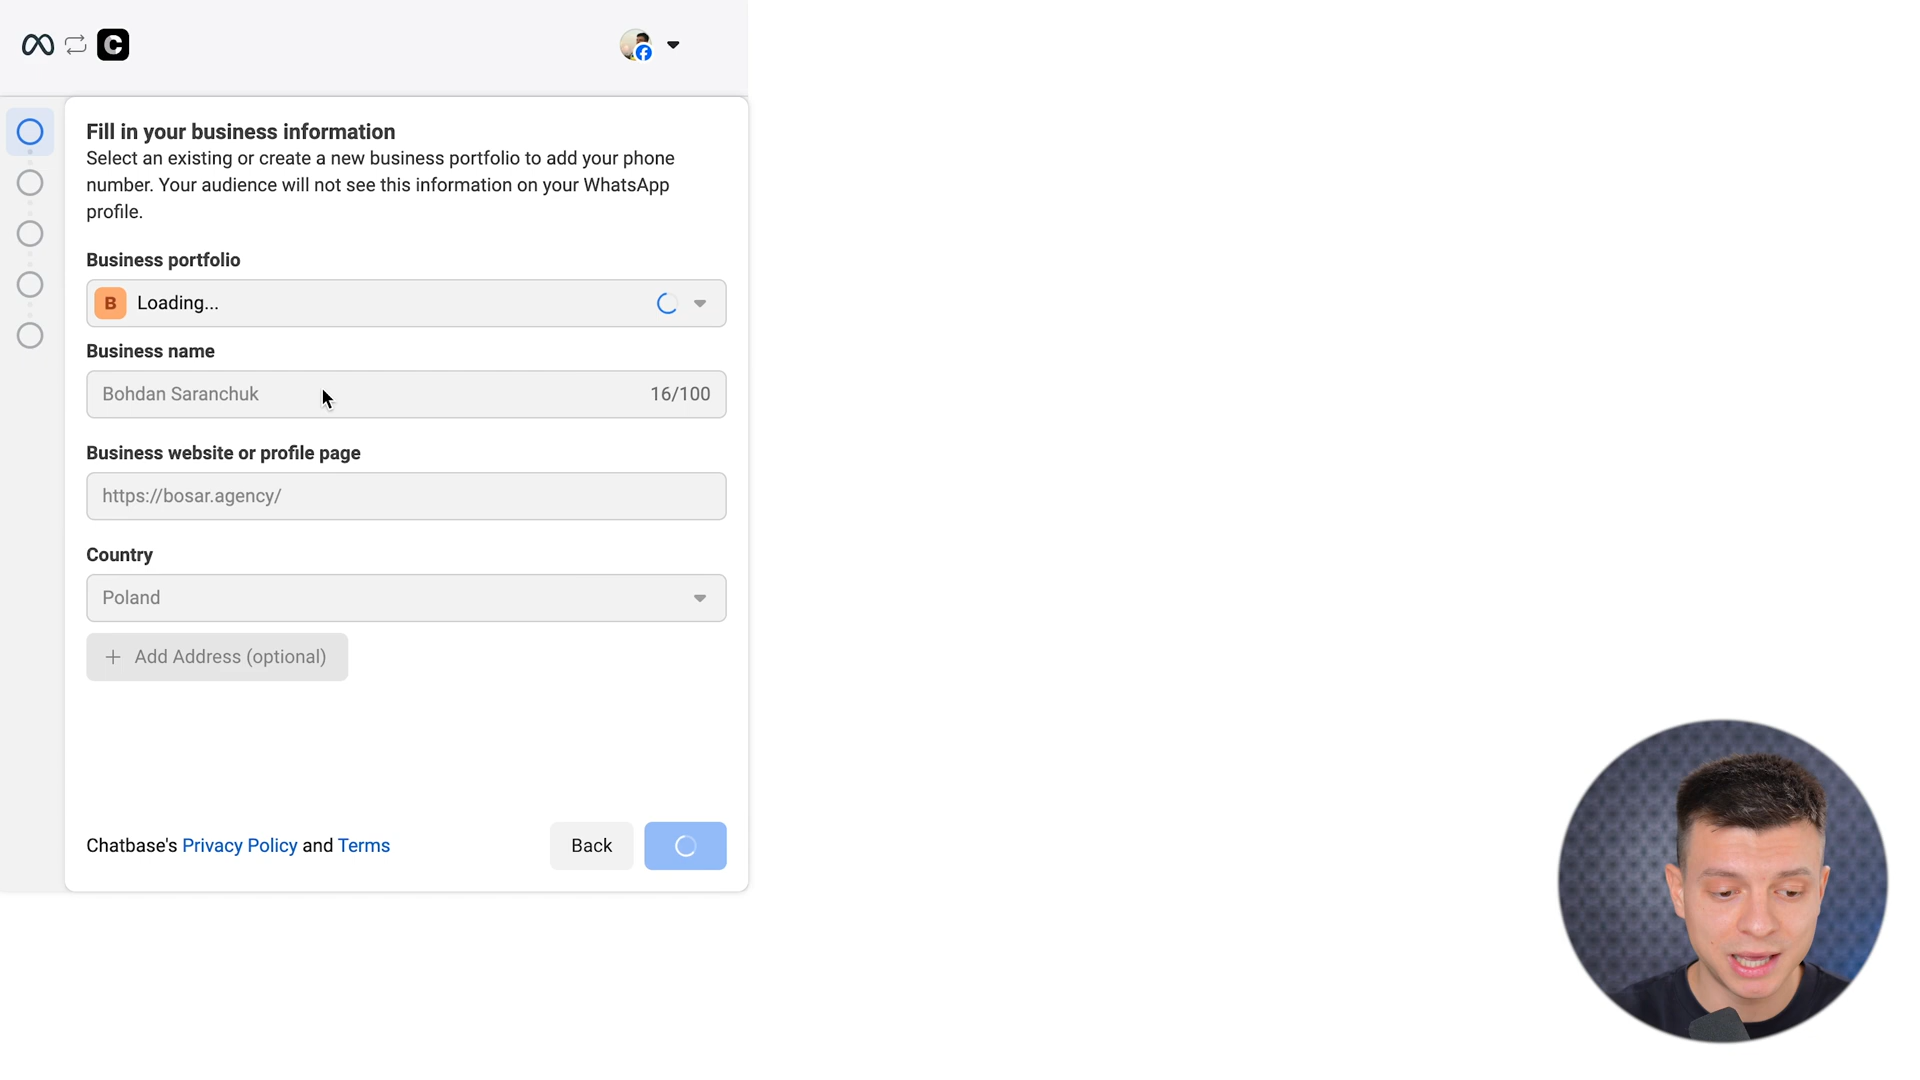 C
Fill in your business information
Select an existing or create a new business portfolio to add your phone
number. Your audience will not see this information on your WhatsApp
profile.
Business portfolio
B Loading...
Business name
Bohdan Saranchuk 16/100
Business website or profile page
https://bosar.agency/
Country
Poland
+ Add Address (optional)
Chatbase's Privacy Policy and Terms Back